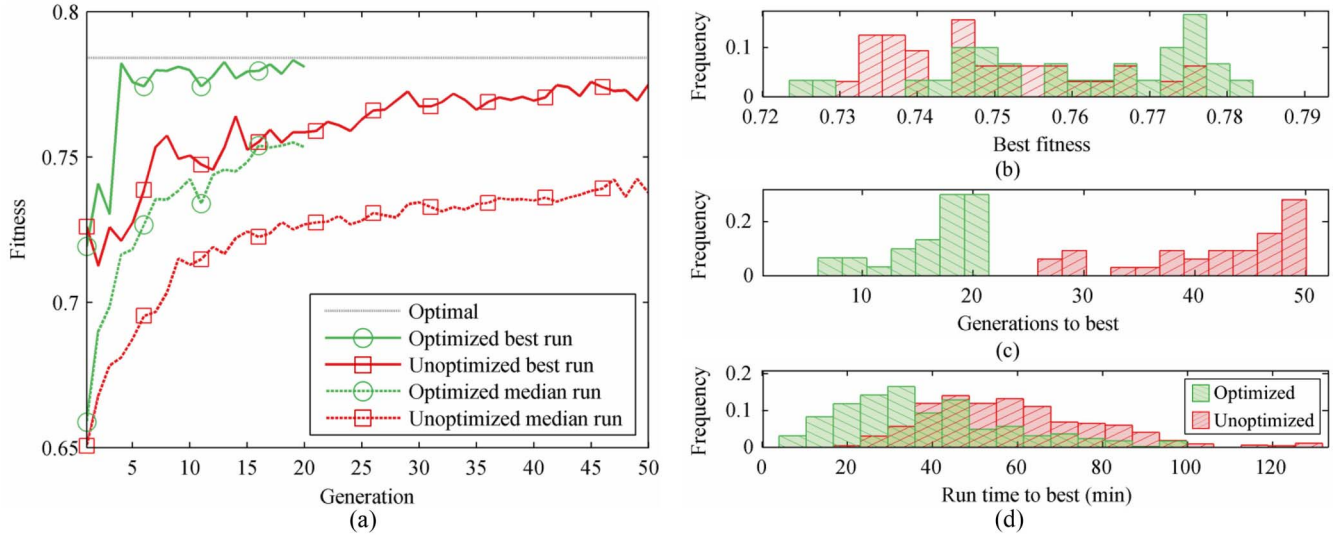 0.8
0.75
0.7
0.65
Fitness
5 10 15 20 25 30 35 40 45 50
Generation
Optimal
Optimized best run
Unoptimized best run
Optimized median run
Unoptimized median run
(a)
0.1
0
Frequency
0.72 0.73 0.74 0.75 0.76 0.77 0.78 0.79
Best fitness
(b)
0.2
0
Frequency
10 20 30 40 50
Generations to best
(c)
0.2
0.1
0
Frequency
Optimized
Unoptimized
0 20 40 60 80 100 120
Run time to best (min)
(d)